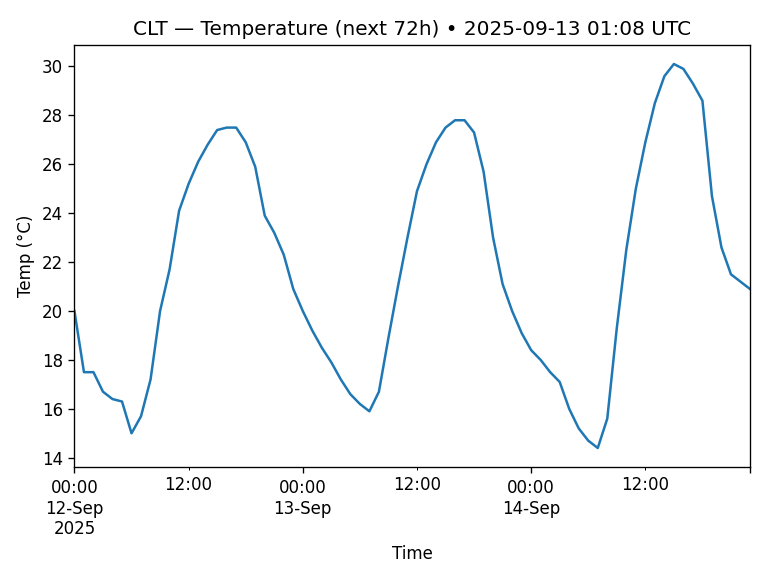 CLT — Temperature (next 72h) • 2025-09-13 01:08 UTC
Temp (°C)
30
28
26
24
22
20
18
16
14
00:00 12:00 00:00 12:00 00:00 12:00
12-Sep 13-Sep 14-Sep
2025
Time